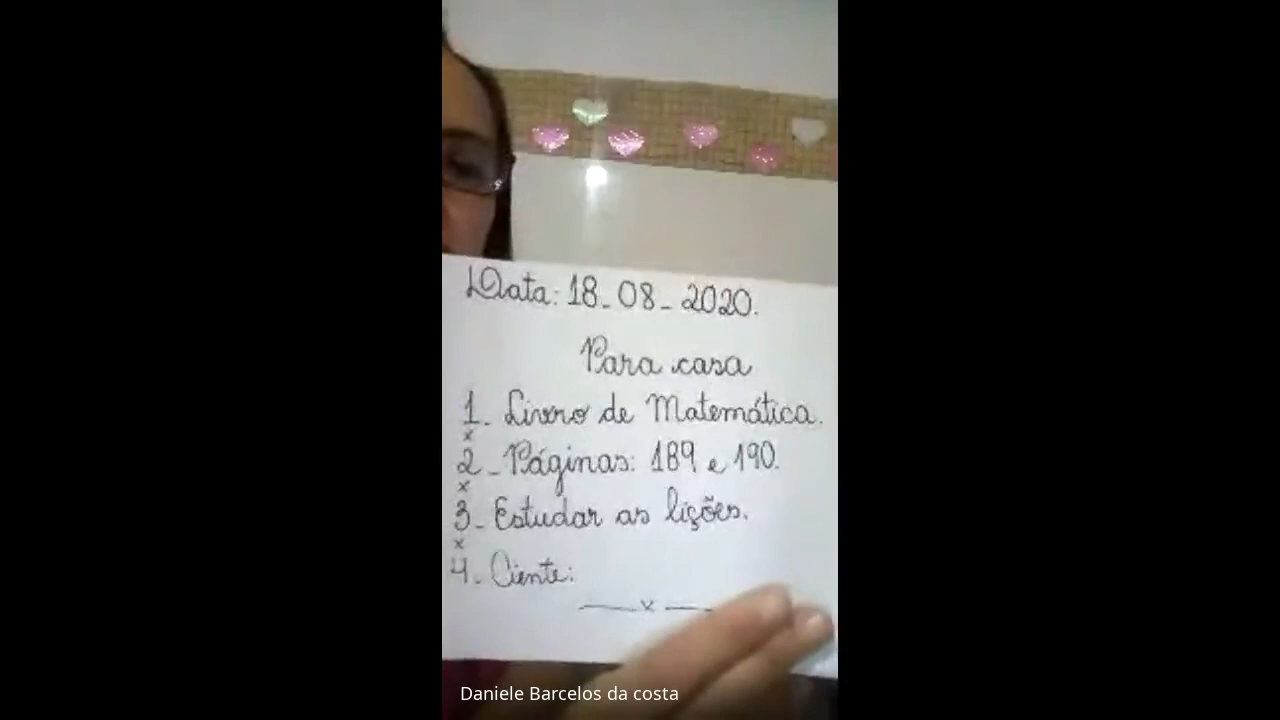 Data: 18-08-2020.
Para casa
1- Livro de Matemática.
x
2- Páginas: 189 e 190.
x
3- Estudar as lições.
x
4- Ciente:
x
Daniele Barcelos da costa